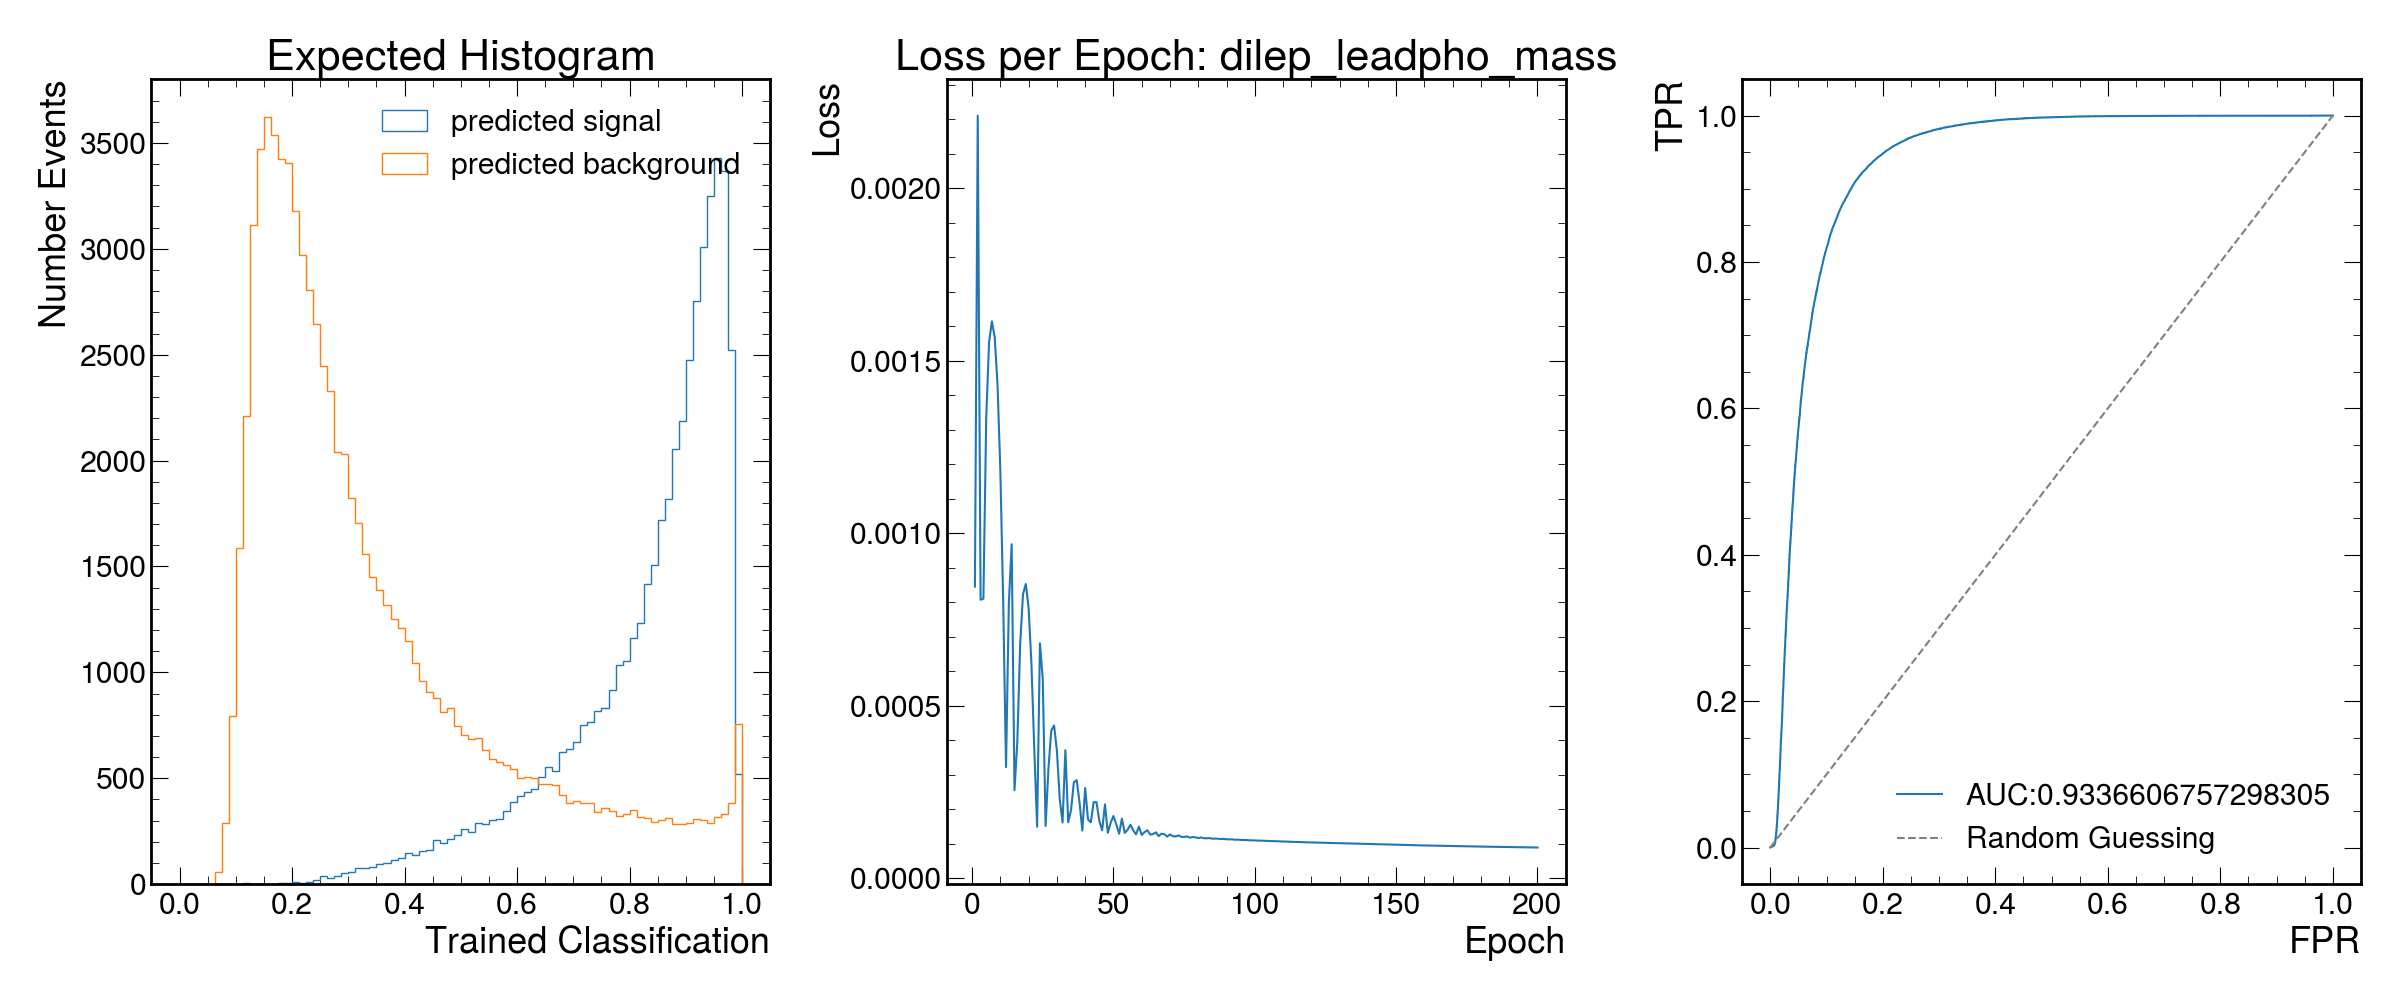 Expected Histogram
Number Events
predicted signal
predicted background
3500
3000
2500
2000
1500
1000
500
0
0.0 0.2 0.4 0.6 0.8 1.0
Trained Classification
Loss per Epoch: dilep_leadpho_mass
Loss
0.0020
0.0015
0.0010
0.0005
0.0000
0 50 100 150 200
Epoch
TPR
1.0
0.8
0.6
0.4
0.2
0.0
AUC:0.9336606757298305
Random Guessing
0.0 0.2 0.4 0.6 0.8 1.0
FPR